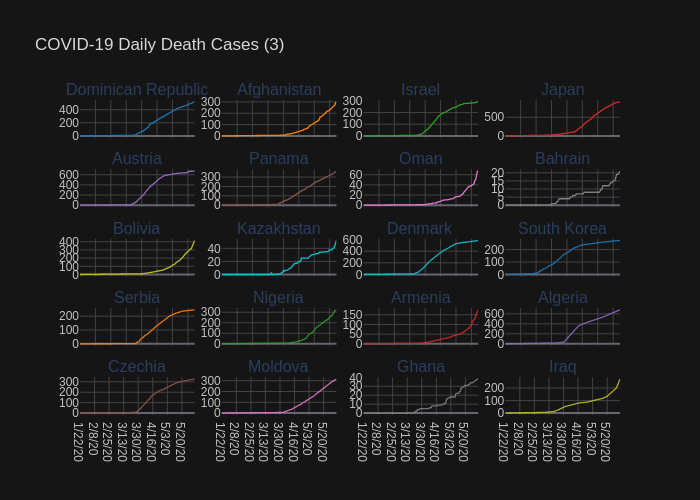 COVID-19 Daily Death Cases (3)
Dominican Republic Afghanistan Israel Japan
400 200 0
300 200 100 0
300 200 100 0
500 0
Austria Panama Oman Bahrain
600 400 200 0
300 200 100 0
60 40 20 0
20 15 10 5 0
Bolivia Kazakhstan Denmark South Korea
400 300 200 100 0
40 20 0
600 400 200 0
200 100 0
Serbia Nigeria Armenia Algeria
200 100 0
300 200 100 0
150 100 50 0
600 400 200 0
Czechia Moldova Ghana Iraq
300 200 100 0
300 200 100 0
40 30 20 10 0
200 100 0
1/22/20 2/8/20 2/25/20 3/13/20 3/30/20 4/16/20 5/3/20 5/20/20
1/22/20 2/8/20 2/25/20 3/13/20 3/30/20 4/16/20 5/3/20 5/20/20
1/22/20 2/8/20 2/25/20 3/13/20 3/30/20 4/16/20 5/3/20 5/20/20
1/22/20 2/8/20 2/25/20 3/13/20 3/30/20 4/16/20 5/3/20 5/20/20